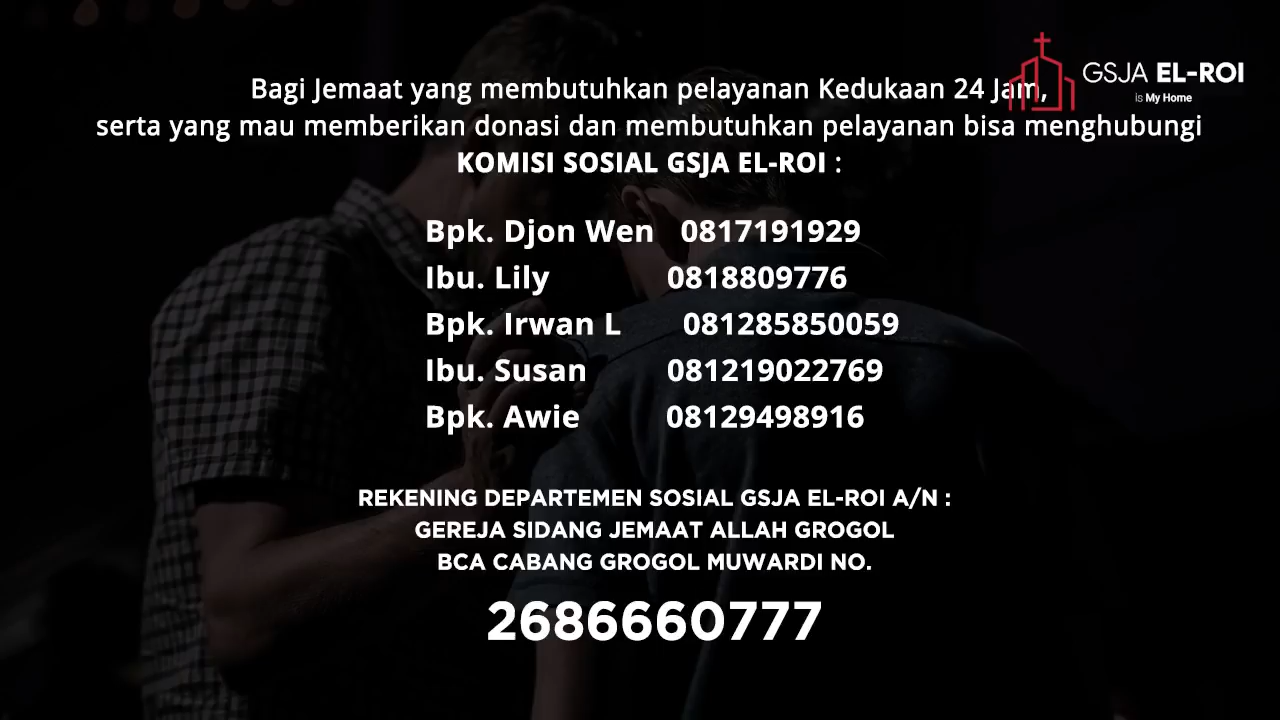 GSJA EL-ROI
is My Home
Bagi Jemaat yang membutuhkan pelayanan Kedukaan 24 Jam,
serta yang mau memberikan donasi dan membutuhkan pelayanan bisa menghubungi
KOMISI SOSIAL GSJA EL-ROI :
Bpk. Djon Wen 0817191929
Ibu. Lily 0818809776
Bpk. Irwan L 081285850059
Ibu. Susan 081219022769
Bpk. Awie 08129498916
REKENING DEPARTEMEN SOSIAL GSJA EL-ROI A/N :
GEREJA SIDANG JEMAAT ALLAH GROGOL
BCA CABANG GROGOL MUWARDI NO.
2686660777